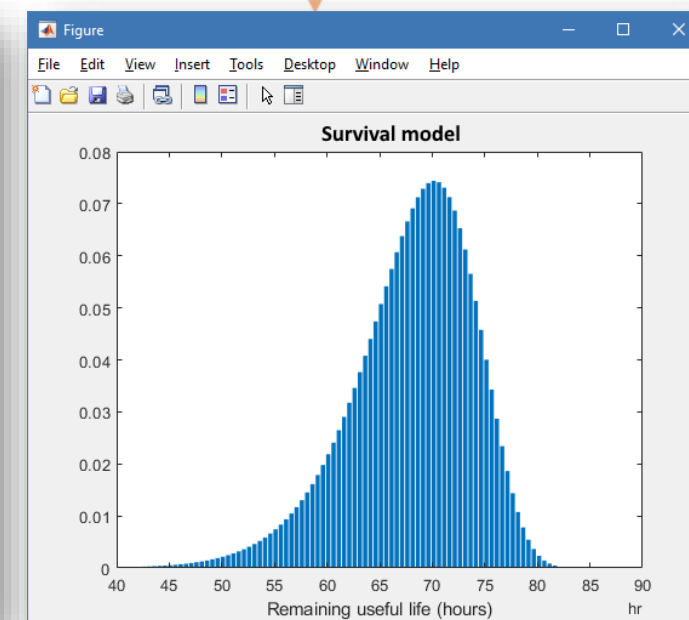 Figure
File Edit View Insert Tools Desktop Window Help
Survival model
0.08
0.07
0.06
0.05
0.04
0.03
0.02
0.01
0
40 45 50 55 60 65 70 75 80 85 90
Remaining useful life (hours) hr